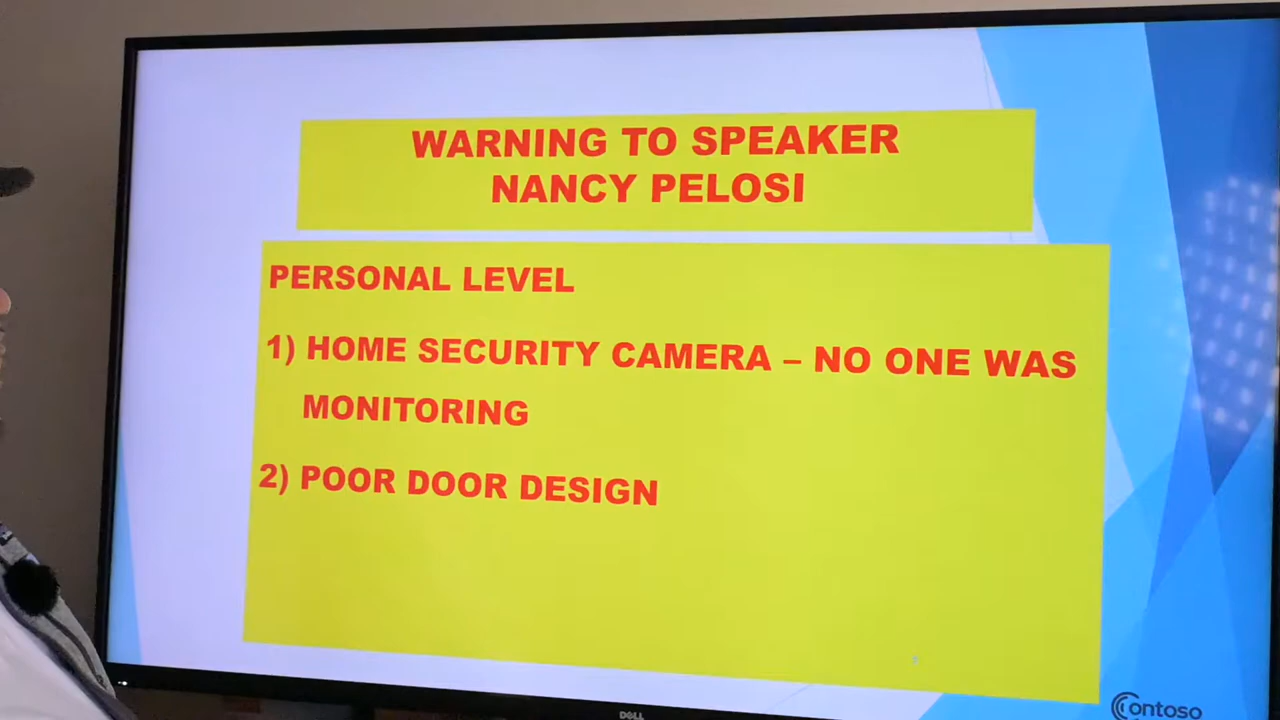 WARNING TO SPEAKER
NANCY PELOSI
PERSONAL LEVEL
1) HOME SECURITY CAMERA – NO ONE WAS
MONITORING
2) POOR DOOR DESIGN
Contoso
DELL